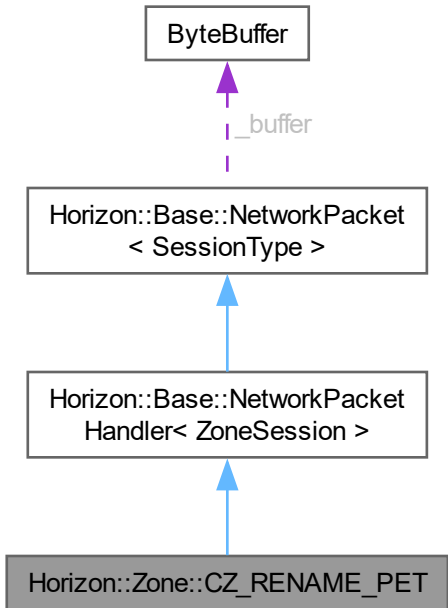 ByteBuffer
_buffer
Horizon::Base::NetworkPacket
< SessionType >
Horizon::Base::NetworkPacket
Handler< ZoneSession >
Horizon::Zone::CZ_RENAME_PET